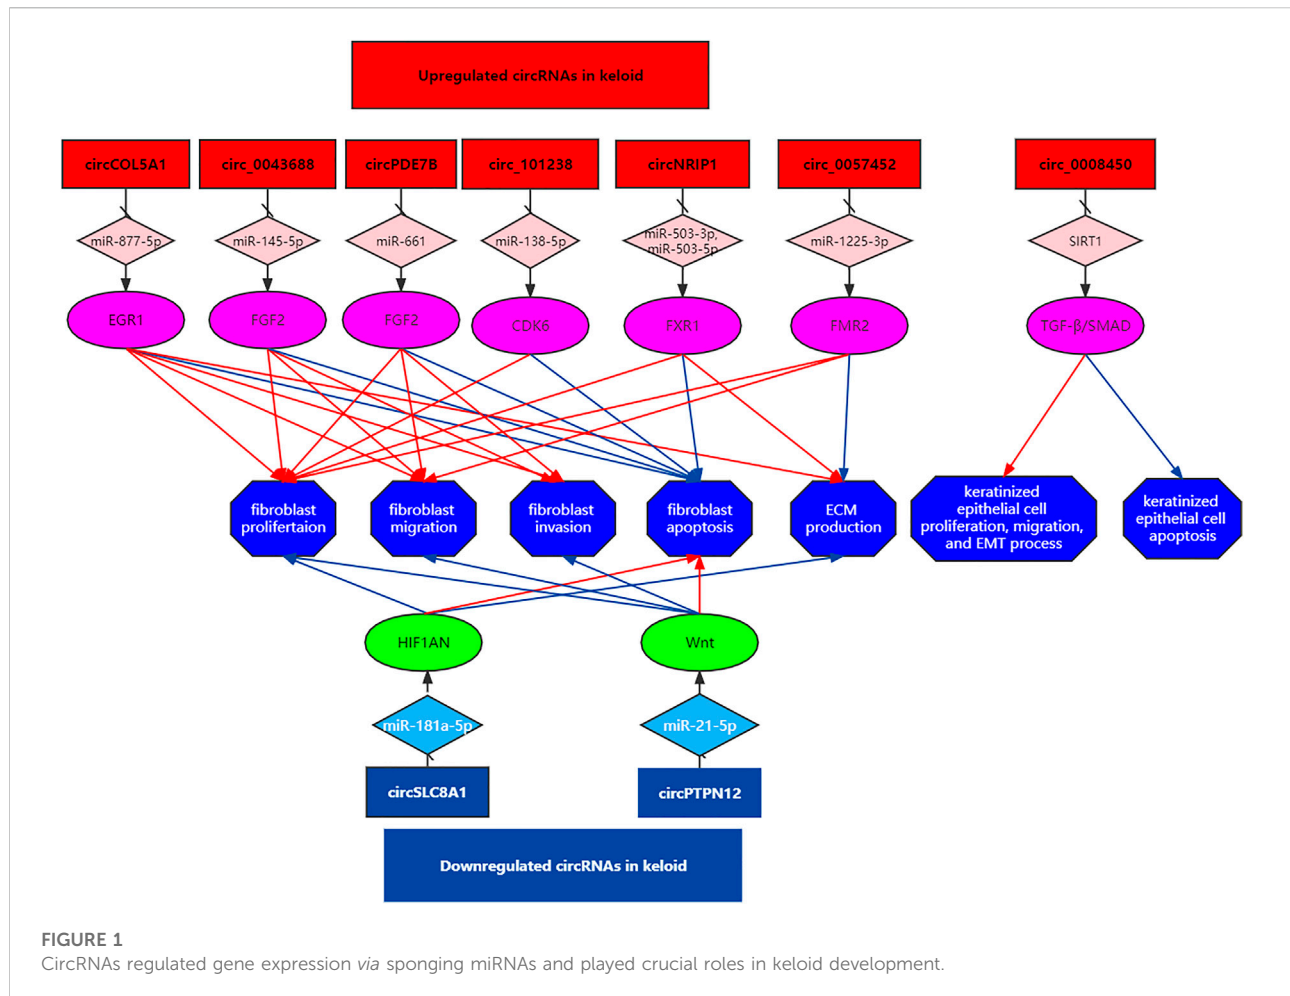 Upregulated circRNAs in keloid
circCOL5A1
circ_0043688
circPDE7B
circ_101238
circNRIP1
circ_0057452
circ_0008450
miR-877-5p
miR-145-5p
miR-661
miR-138-5p
miR-503-3p,
miR-503-5p
miR-1225-3p
SIRT1
EGR1
FGF2
FGF2
CDK6
FXR1
FMR2
TGF-β/SMAD
fibroblast
prolifertaion
fibroblast
migration
fibroblast
invasion
fibroblast
apoptosis
ECM
production
keratinized
epithelial cell
proliferation, migration,
and EMT process
keratinized
epithelial cell
apoptosis
HIF1AN
Wnt
miR-181a-5p
miR-21-5p
circSLC8A1
circPTPN12
Downregulated circRNAs in keloid
FIGURE 1
CircRNAs regulated gene expression via sponging miRNAs and played crucial roles in keloid development.